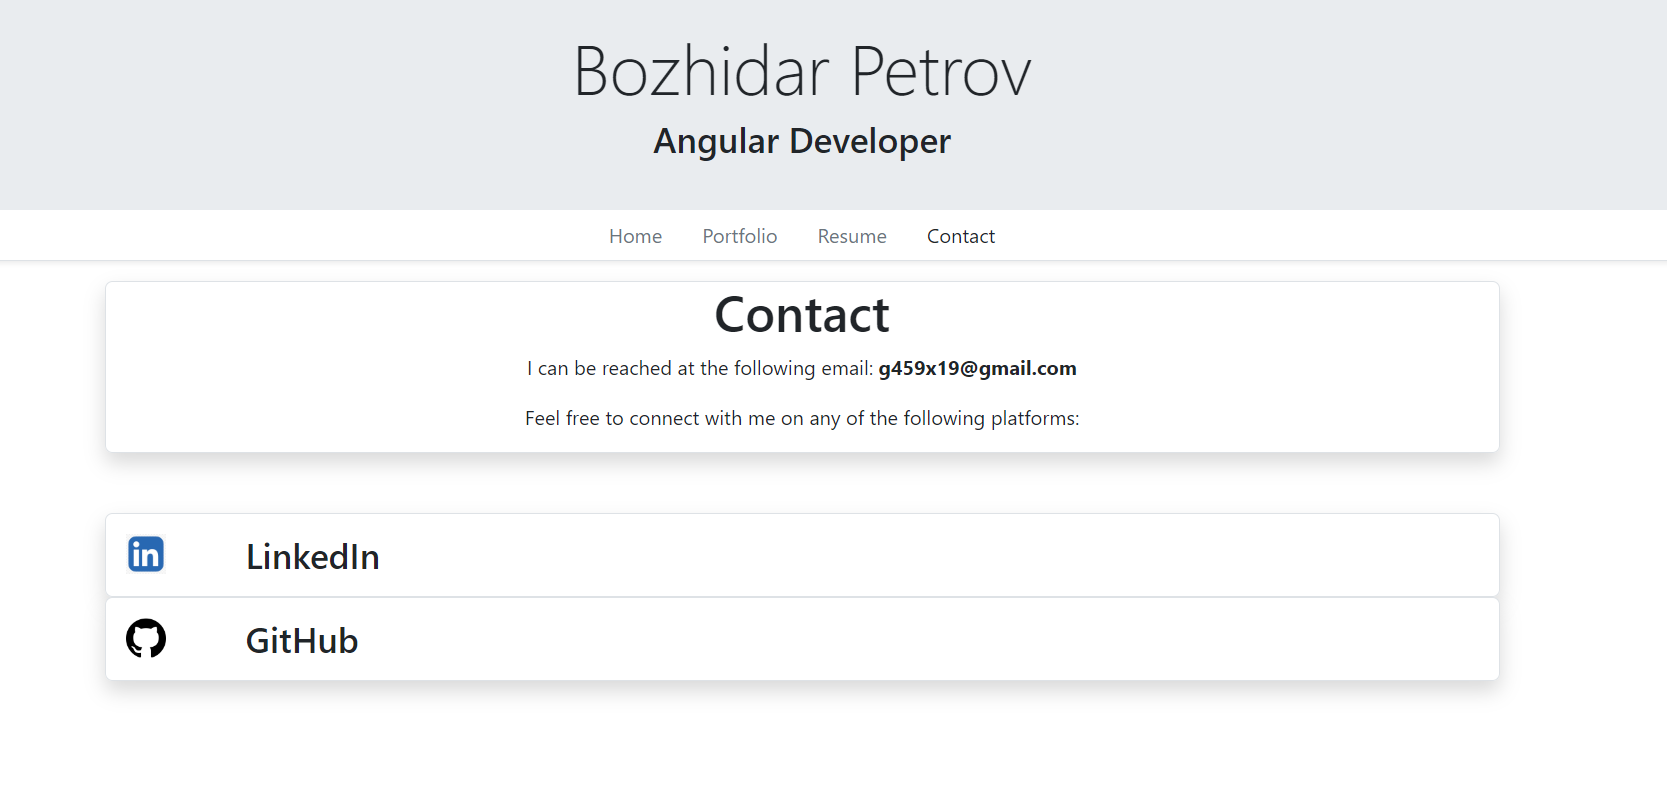 Bozhidar Petrov
Angular Developer
Home Portfolio Resume Contact
Contact
I can be reached at the following email: g459x19@gmail.com
Feel free to connect with me on any of the following platforms:
in LinkedIn
GitHub